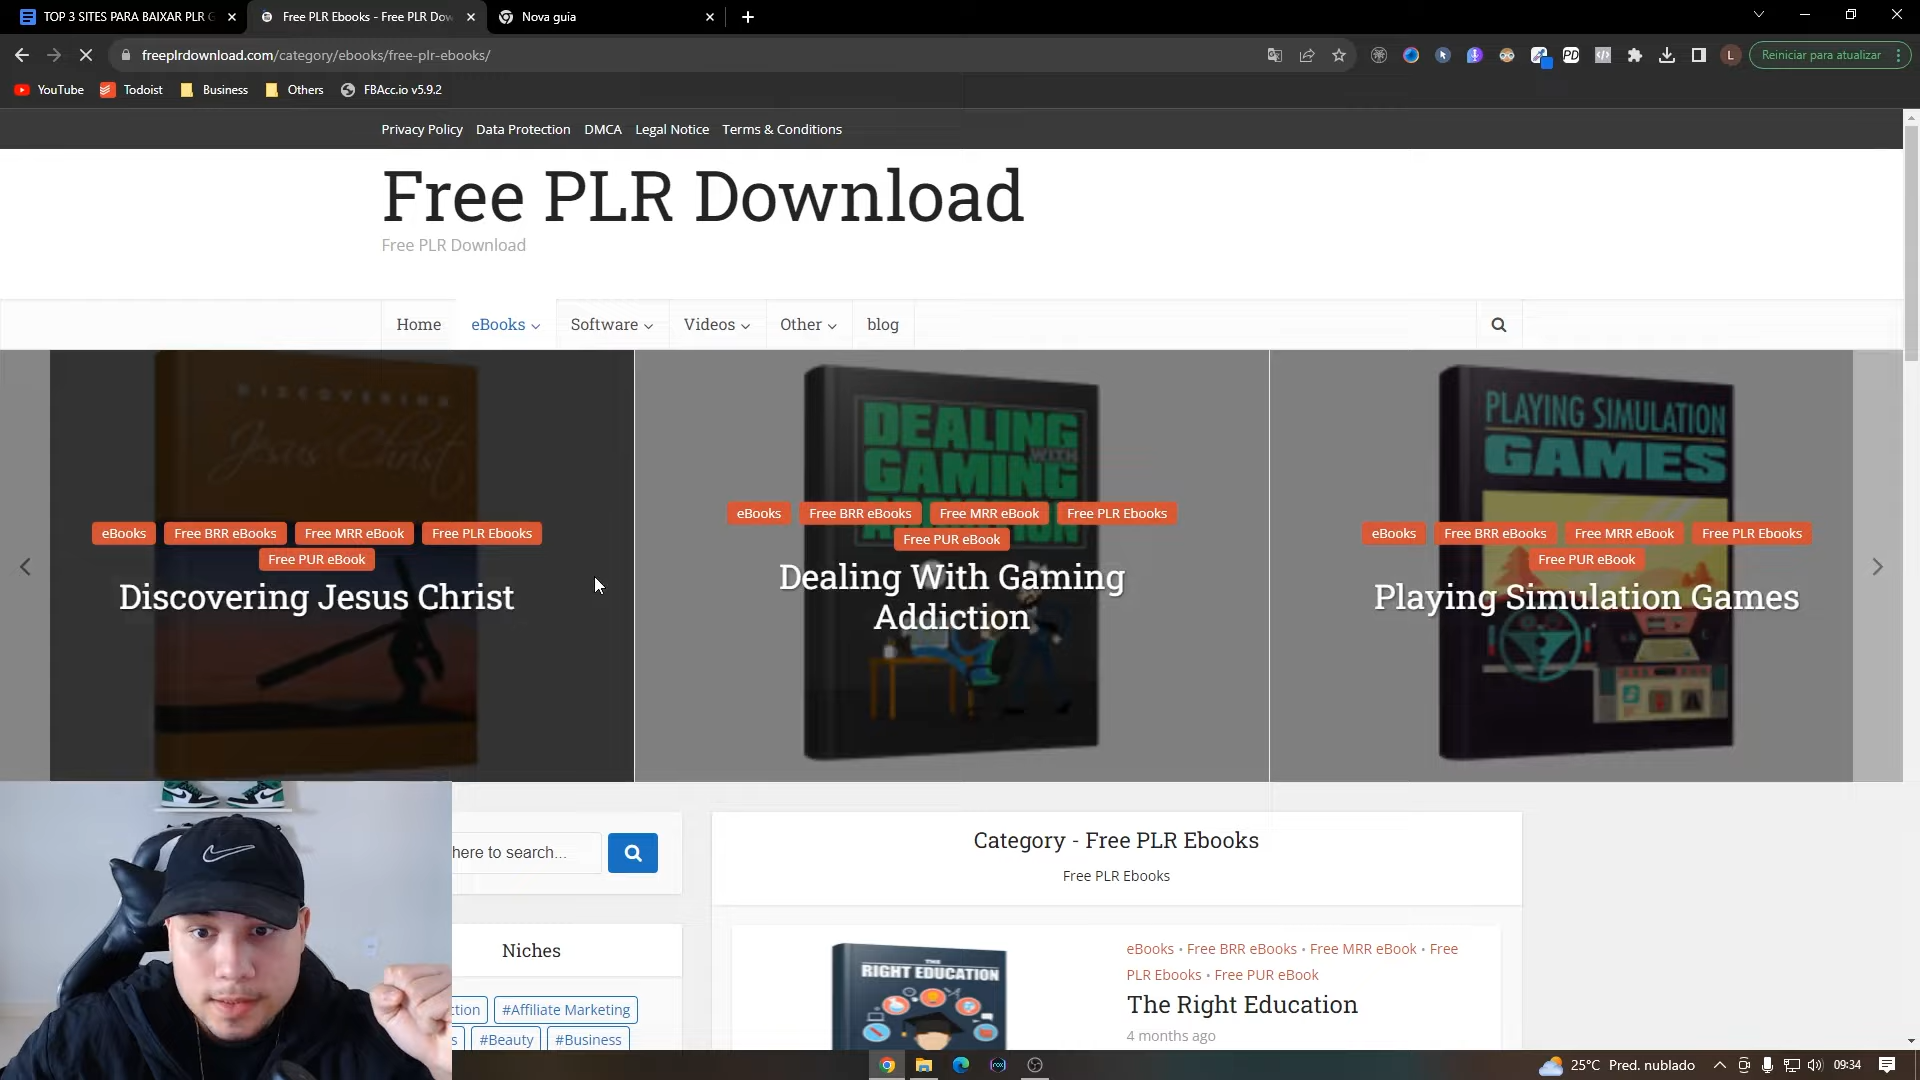 TOP 3 SITES PARA BAIXAR PLR G
Free PLR Ebooks - Free PLR Dow
Nova guia
freeplrdownload.com/category/ebooks/free-plr-ebooks/
PD
L
Reiniciar para atualizar
YouTube
Todoist
Business
Others
FBAcc.io v5.9.2
Privacy Policy
Data Protection
DMCA
Legal Notice
Terms & Conditions
Free PLR Download
Free PLR Download
Home
eBooks
Software
Videos
Other
blog
DISCOVERING
Jesus Christ
eBooks
Free BRR eBooks
Free MRR eBook
Free PLR Ebooks
Free PUR eBook
Discovering Jesus Christ
DEALING
WITH
GAMING
eBooks
Free BRR eBooks
Free MRR eBook
Free PLR Ebooks
Free PUR eBook
Dealing With Gaming
Addiction
PLAYING SIMULATION
GAMES
eBooks
Free BRR eBooks
Free MRR eBook
Free PLR Ebooks
Free PUR eBook
Playing Simulation Games
here to search...
Niches
#Affiliate Marketing
#Beauty
#Business
Category - Free PLR Ebooks
Free PLR Ebooks
THE
RIGHT EDUCATION
eBooks • Free BRR eBooks • Free MRR eBook • Free
PLR Ebooks • Free PUR eBook
The Right Education
4 months ago
25°C Pred. nublado
09:34